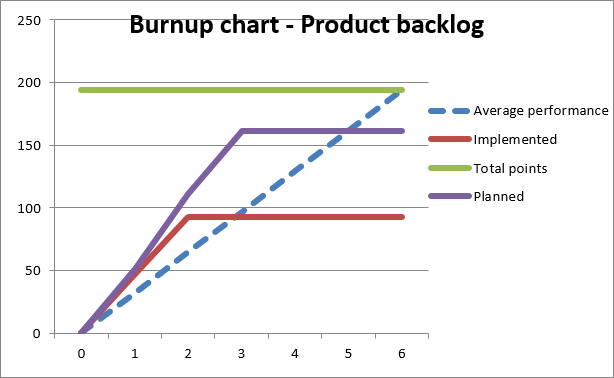 Burnup chart - Product backlog
250
200
150
100
50
0
0 1 2 3 4 5 6
Average performance
Implemented
Total points
Planned